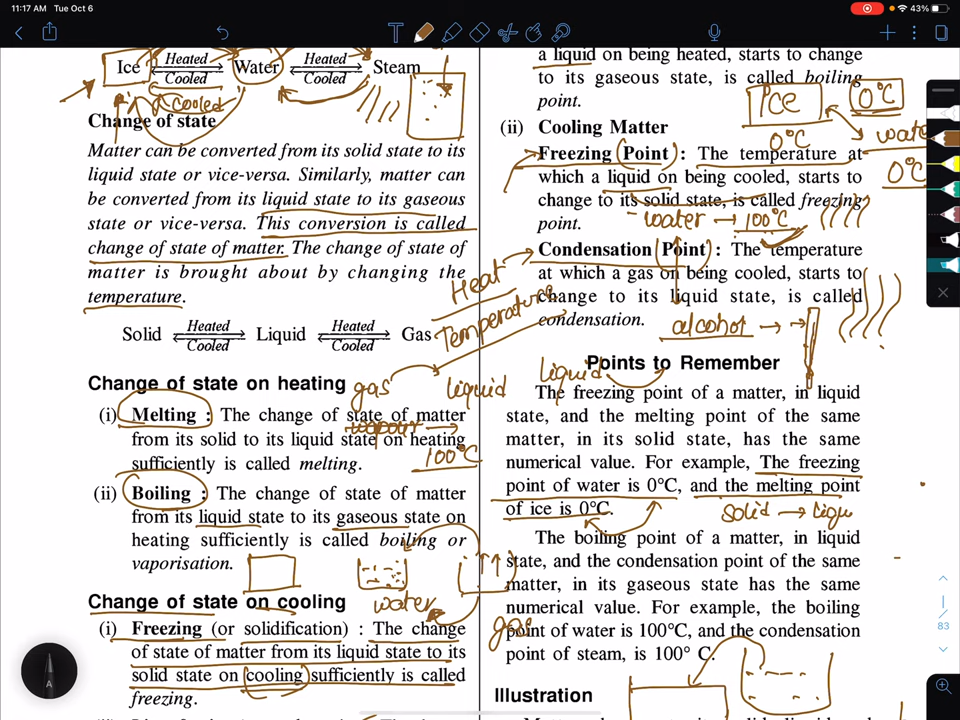 11:17 AM Tue Oct 6
43%
Heated
Heated
Ice
Water
Steam
Cooled
Cooled
cooled
Change of state
Matter can be converted from its solid state to its
liquid state or vice-versa. Similarly, matter can
be converted from its liquid state to its gaseous
state or vice-versa. This conversion is called
change of state of matter. The change of state of
matter is brought about by changing the
temperature.
Heat
Temperature
Heated
Heated
Solid
Liquid
Gas
Cooled
Cooled
Change of state on heating
gas
liquid
(i) Melting : The change of state of matter
vapour
from its solid to its liquid state on heating
100°C
sufficiently is called melting.
(ii) Boiling : The change of state of matter
from its liquid state to its gaseous state on
heating sufficiently is called boiling or
vaporisation.
water
gas
Change of state on cooling
(i) Freezing (or solidification) : The change
of state of matter from its liquid state to its
solid state on cooling sufficiently is called
freezing.
a liquid on being heated, starts to change
to its gaseous state, is called boiling
point.
ICE
0°C
0°C
water
0°C
(ii) Cooling Matter
Freezing (Point) : The temperature at
which a liquid on being cooled, starts to
change to its solid state, is called freezing
point.
water → 100°C
Condensation (Point) : The temperature
at which a gas on being cooled, starts to
change to its liquid state, is called
condensation.
alcohol
liquid
Points to Remember
The freezing point of a matter, in liquid
state, and the melting point of the same
matter, in its solid state, has the same
numerical value. For example, The freezing
point of water is 0°C, and the melting point
of ice is 0°C.
solid → liqu
The boiling point of a matter, in liquid
state, and the condensation point of the same
matter, in its gaseous state has the same
numerical value. For example, the boiling
point of water is 100°C, and the condensation
point of steam, is 100° C.
Illustration
83
A